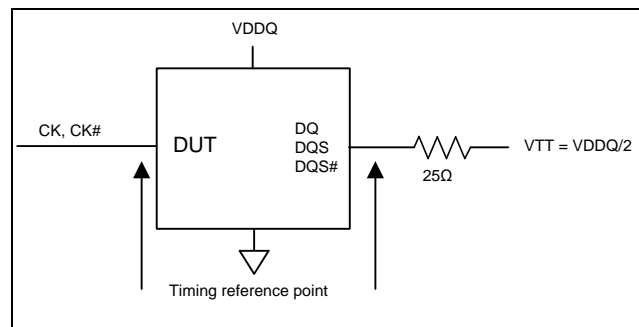 VDDQ
CK, CK#
DUT
DQ
DQS
DQS#
25Ω
VTT = VDDQ/2
Timing reference point